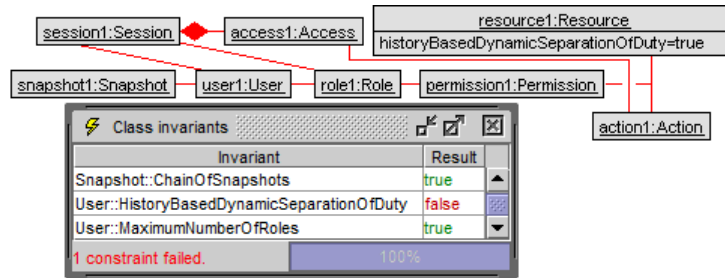 resource1:Resource
session1:Session
access1:Access
historyBasedDynamicSeparationOfDuty=true
snapshot1:Snapshot
user1:User
role1:Role
permission1:Permission
action1:Action
Class invariants
Invariant Result
Snapshot::ChainOfSnapshots true
User::HistoryBasedDynamicSeparationOfDuty false
User::MaximumNumberOfRoles true
1 constraint failed. 100%